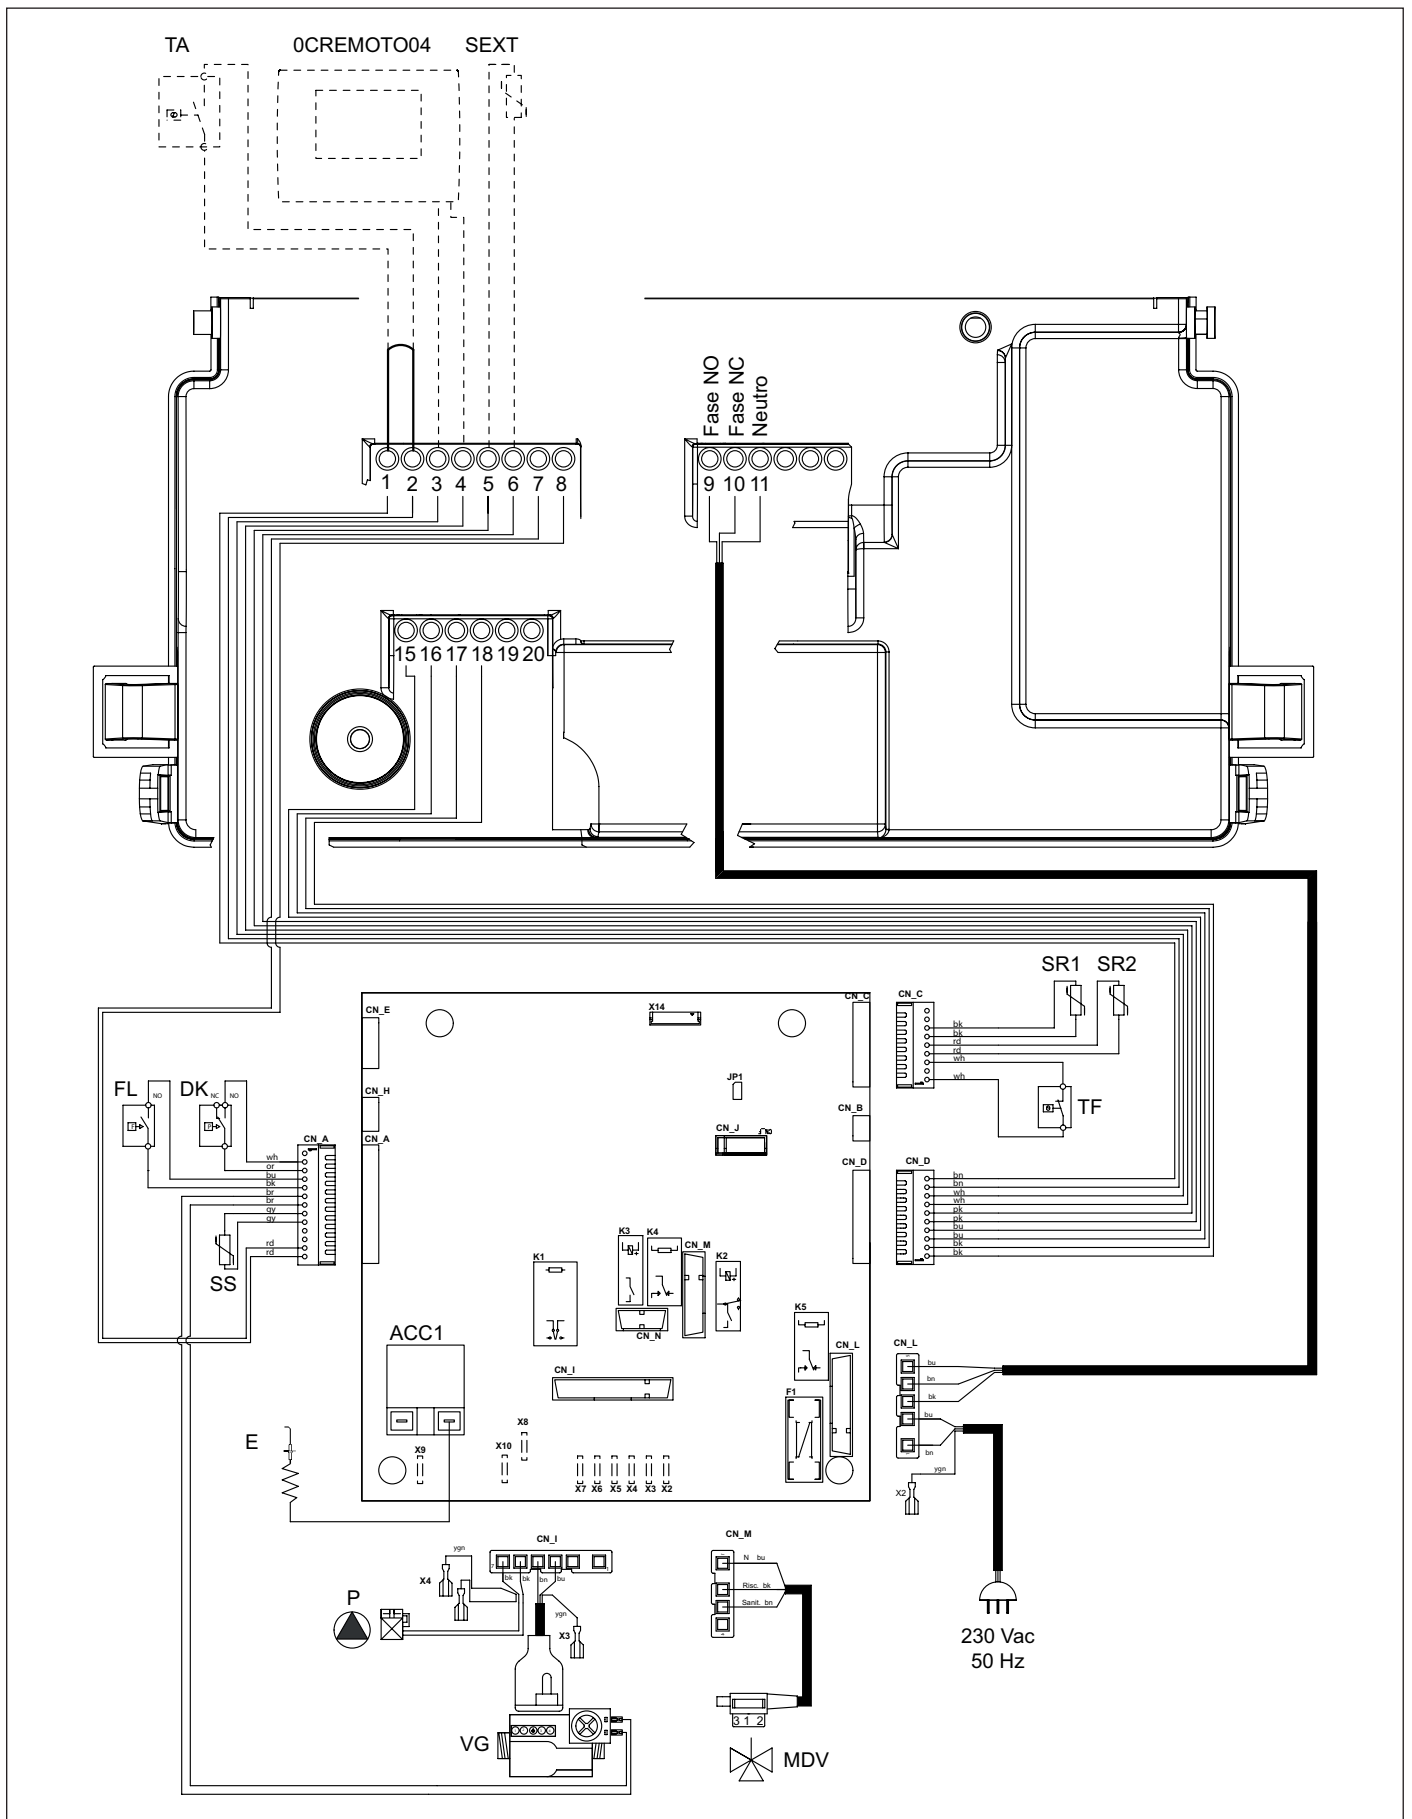 TA
0CREMOTO04
SEXT
Fase NO
Fase NC
Neutro
1 2 3 4 5 6 7 8
9 10 11
15 16 17 18 19 20
SR1 SR2
CN_E
X14
CN_C
CN_C
bk
bk
rd
rd
wh
wh
TF
JP1
CN_H
CN_B
CN_J
CN_A
CN_D
FL
NO
DK
NC
NO
CN_A
wh
or
bu
bk
br
br
gy
gy
rd
rd
SS
CN_D
bn
bn
wh
wh
pk
pk
bu
bu
bk
bk
K3
K4
CN_M
K2
K1
CN_N
K5
CN_L
CN_L
bu
bn
bk
bu
bn
ygn
X2
ACC1
CN_I
F1
E
X9
X10
X8
X7 X6 X5 X4 X3 X2
CN_I
7
bk bk bn bu
ygn
X4
ygn
X3
P
VG
CN_M
N bu
Risc. bk
Sanit. bn
3 1 2
MDV
230 Vac
50 Hz